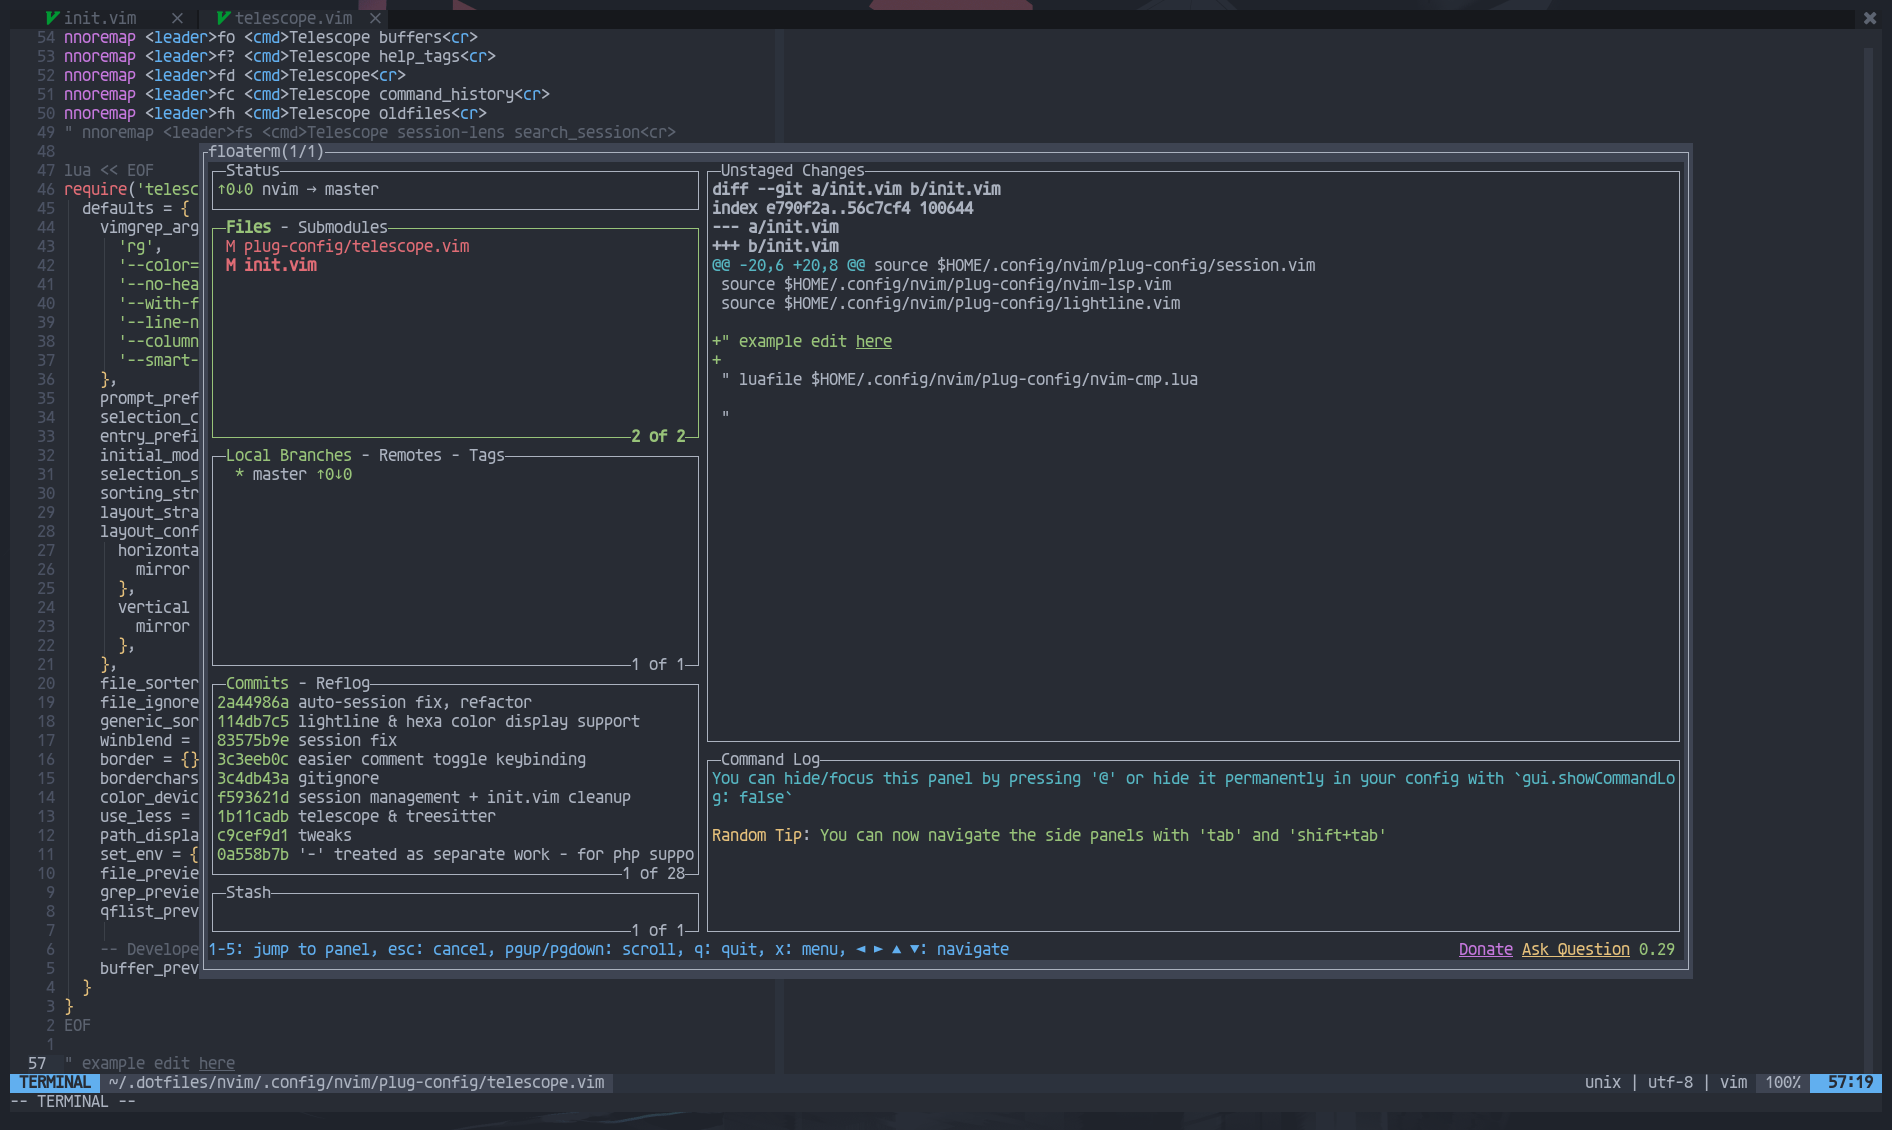 init.vim ✕ telescope.vim ✕ ✖
54 nnoremap <leader>fo <cmd>Telescope buffers<cr>
53 nnoremap <leader>f? <cmd>Telescope help_tags<cr>
52 nnoremap <leader>fd <cmd>Telescope<cr>
51 nnoremap <leader>fc <cmd>Telescope command_history<cr>
50 nnoremap <leader>fh <cmd>Telescope oldfiles<cr>
49 " nnoremap <leader>fs <cmd>Telescope session-lens search_session<cr>
48
47 lua << EOF
46 require('telesc
45 defaults = {
44 vimgrep_arg
43 'rg',
42 '--color=
41 '--no-hea
40 '--with-f
39 '--line-n
38 '--column
37 '--smart-
36 },
35 prompt_pref
34 selection_c
33 entry_prefi
32 initial_mod
31 selection_s
30 sorting_str
29 layout_stra
28 layout_conf
27 horizonta
26 mirror
25 },
24 vertical
23 mirror
22 },
21 },
20 file_sorter
19 file_ignore
18 generic_sor
17 winblend =
16 border = {}
15 borderchars
14 color_devic
13 use_less =
12 path_displa
11 set_env = {
10 file_previe
9 grep_previe
8 qflist_prev
7
6 -- Develope
5 buffer_prev
4 }
3 }
2 EOF
1
57 " example edit here
floaterm(1/1)
Status
↑0↓0 nvim → master
Files - Submodules
M plug-config/telescope.vim
M init.vim
2 of 2
Local Branches - Remotes - Tags
* master ↑0↓0
1 of 1
Commits - Reflog
2a44986a auto-session fix, refactor
114db7c5 lightline & hexa color display support
83575b9e session fix
3c3eeb0c easier comment toggle keybinding
3c4db43a gitignore
f593621d session management + init.vim cleanup
1b11cadb telescope & treesitter
c9cef9d1 tweaks
0a558b7b '-' treated as separate work - for php suppo
1 of 28
Stash
1 of 1
Unstaged Changes
diff --git a/init.vim b/init.vim
index e790f2a..56c7cf4 100644
--- a/init.vim
+++ b/init.vim
@@ -20,6 +20,8 @@ source $HOME/.config/nvim/plug-config/session.vim
source $HOME/.config/nvim/plug-config/nvim-lsp.vim
source $HOME/.config/nvim/plug-config/lightline.vim
+" example edit here
+
" luafile $HOME/.config/nvim/plug-config/nvim-cmp.lua
"
Command Log
You can hide/focus this panel by pressing '@' or hide it permanently in your config with `gui.showCommandLo
g: false`
Random Tip: You can now navigate the side panels with 'tab' and 'shift+tab'
1-5: jump to panel, esc: cancel, pgup/pgdown: scroll, q: quit, x: menu, ◄ ► ▲ ▼: navigate
Donate Ask Question 0.29
TERMINAL ~/.dotfiles/nvim/.config/nvim/plug-config/telescope.vim unix | utf-8 | vim 100% 57:19
-- TERMINAL --